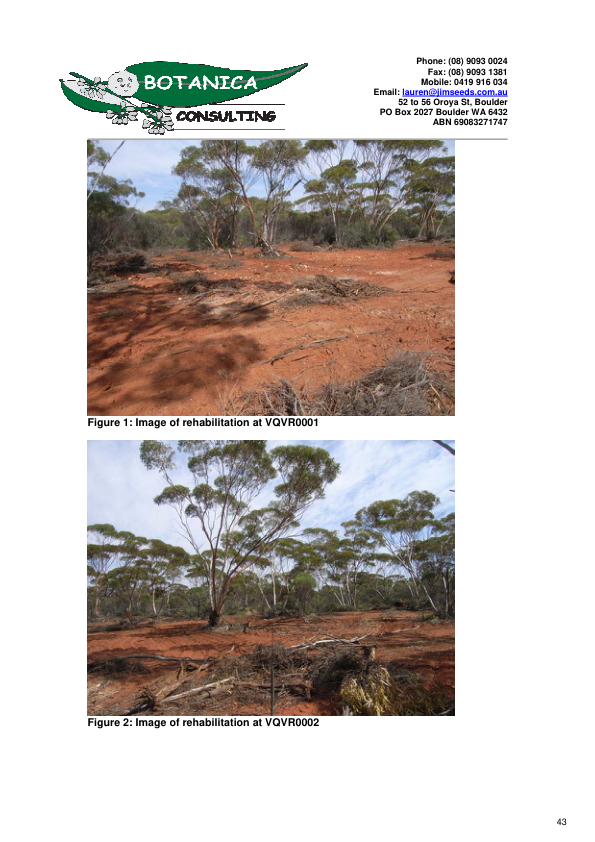 BOTANICA
CONSULTING
Phone: (08) 9093 0024
Fax: (08) 9093 1381
Mobile: 0419 916 034
Email: lauren@jimseeds.com.au
52 to 56 Oroya St, Boulder
PO Box 2027 Boulder WA 6432
ABN 69083271747
Figure 1: Image of rehabilitation at VQVR0001
Figure 2: Image of rehabilitation at VQVR0002
43